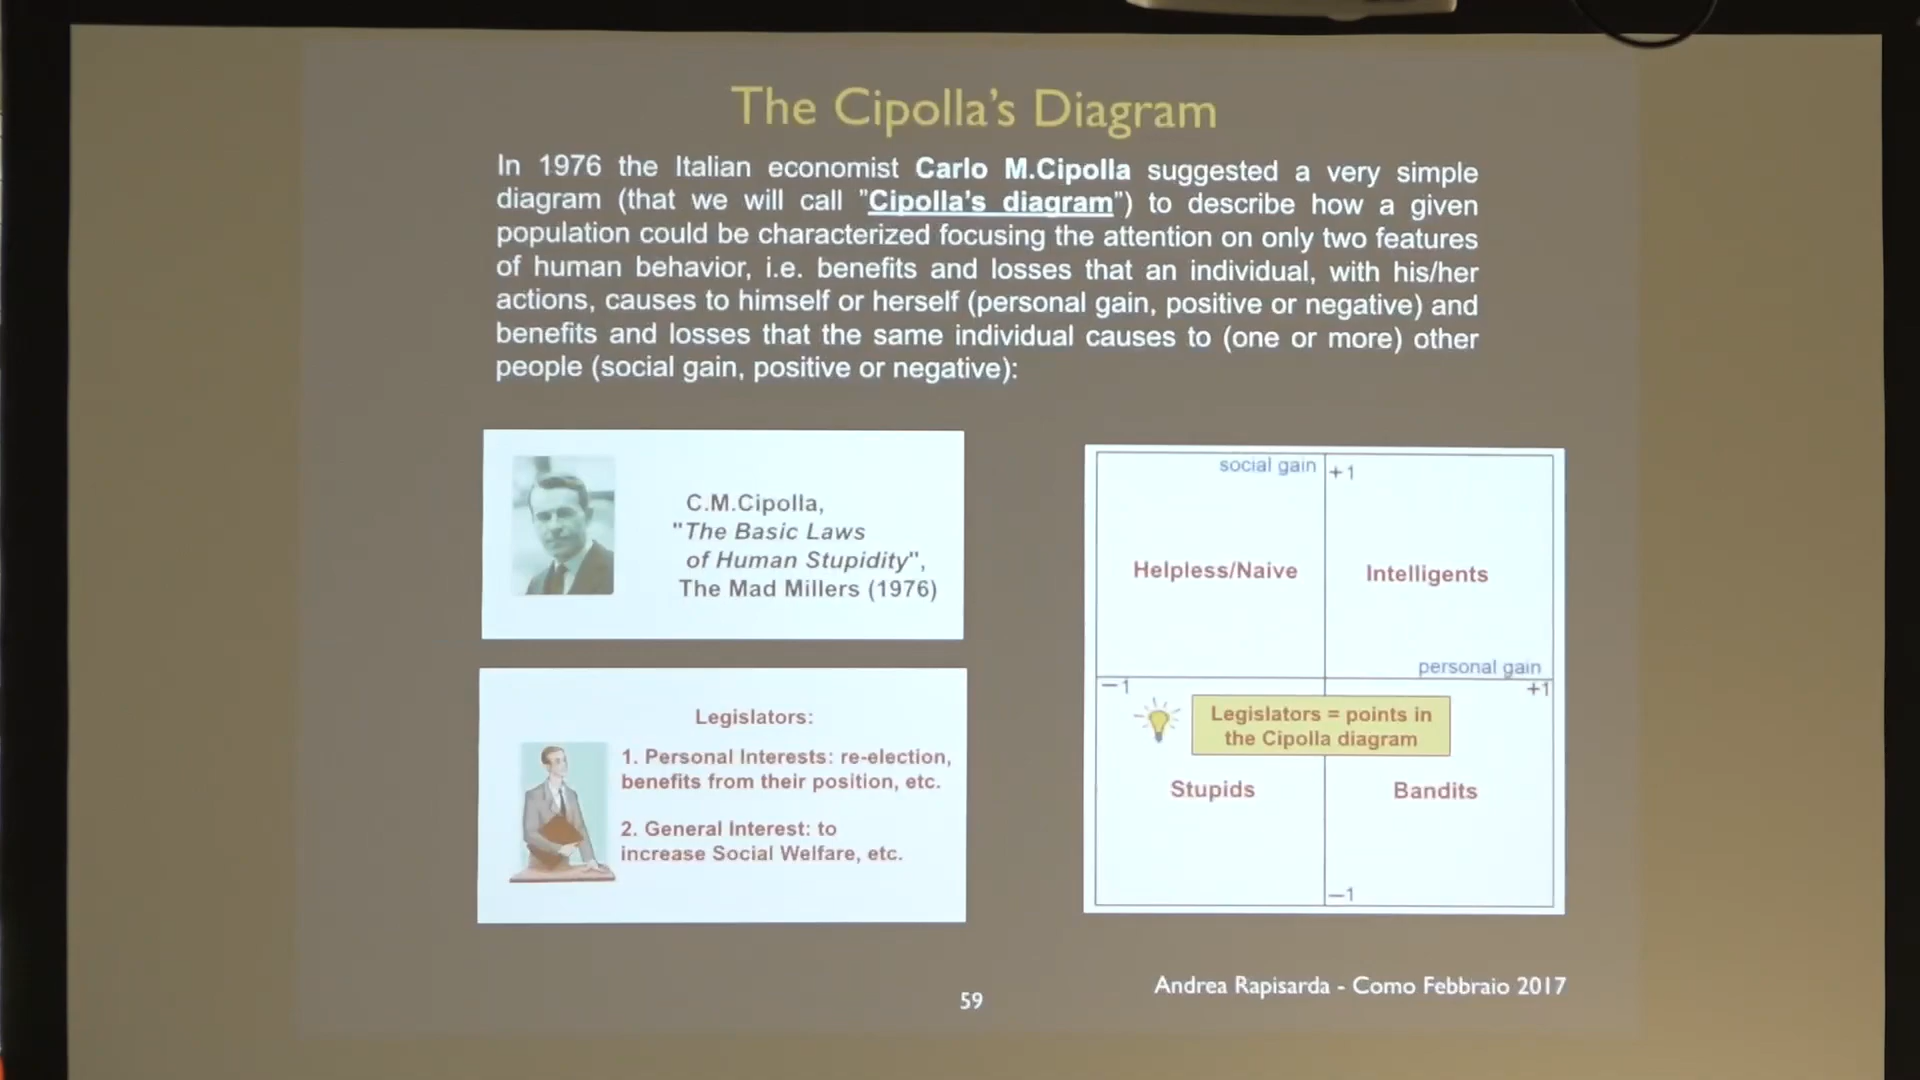 The Cipolla's Diagram
In 1976 the Italian economist Carlo M.Cipolla suggested a very simple
diagram (that we will call "Cipolla's diagram") to describe how a given
population could be characterized focusing the attention on only two features
of human behavior, i.e. benefits and losses that an individual, with his/her
actions, causes to himself or herself (personal gain, positive or negative) and
benefits and losses that the same individual causes to (one or more) other
people (social gain, positive or negative):
C.M.Cipolla,
"The Basic Laws
of Human Stupidity",
The Mad Millers (1976)
Legislators:
1. Personal Interests: re-election,
benefits from their position, etc.
2. General Interest: to
increase Social Welfare, etc.
social gain +1
Helpless/Naive Intelligents
personal gain
−1 +1
Legislators = points in
the Cipolla diagram
Stupids Bandits
−1
Andrea Rapisarda - Como Febbraio 2017
59